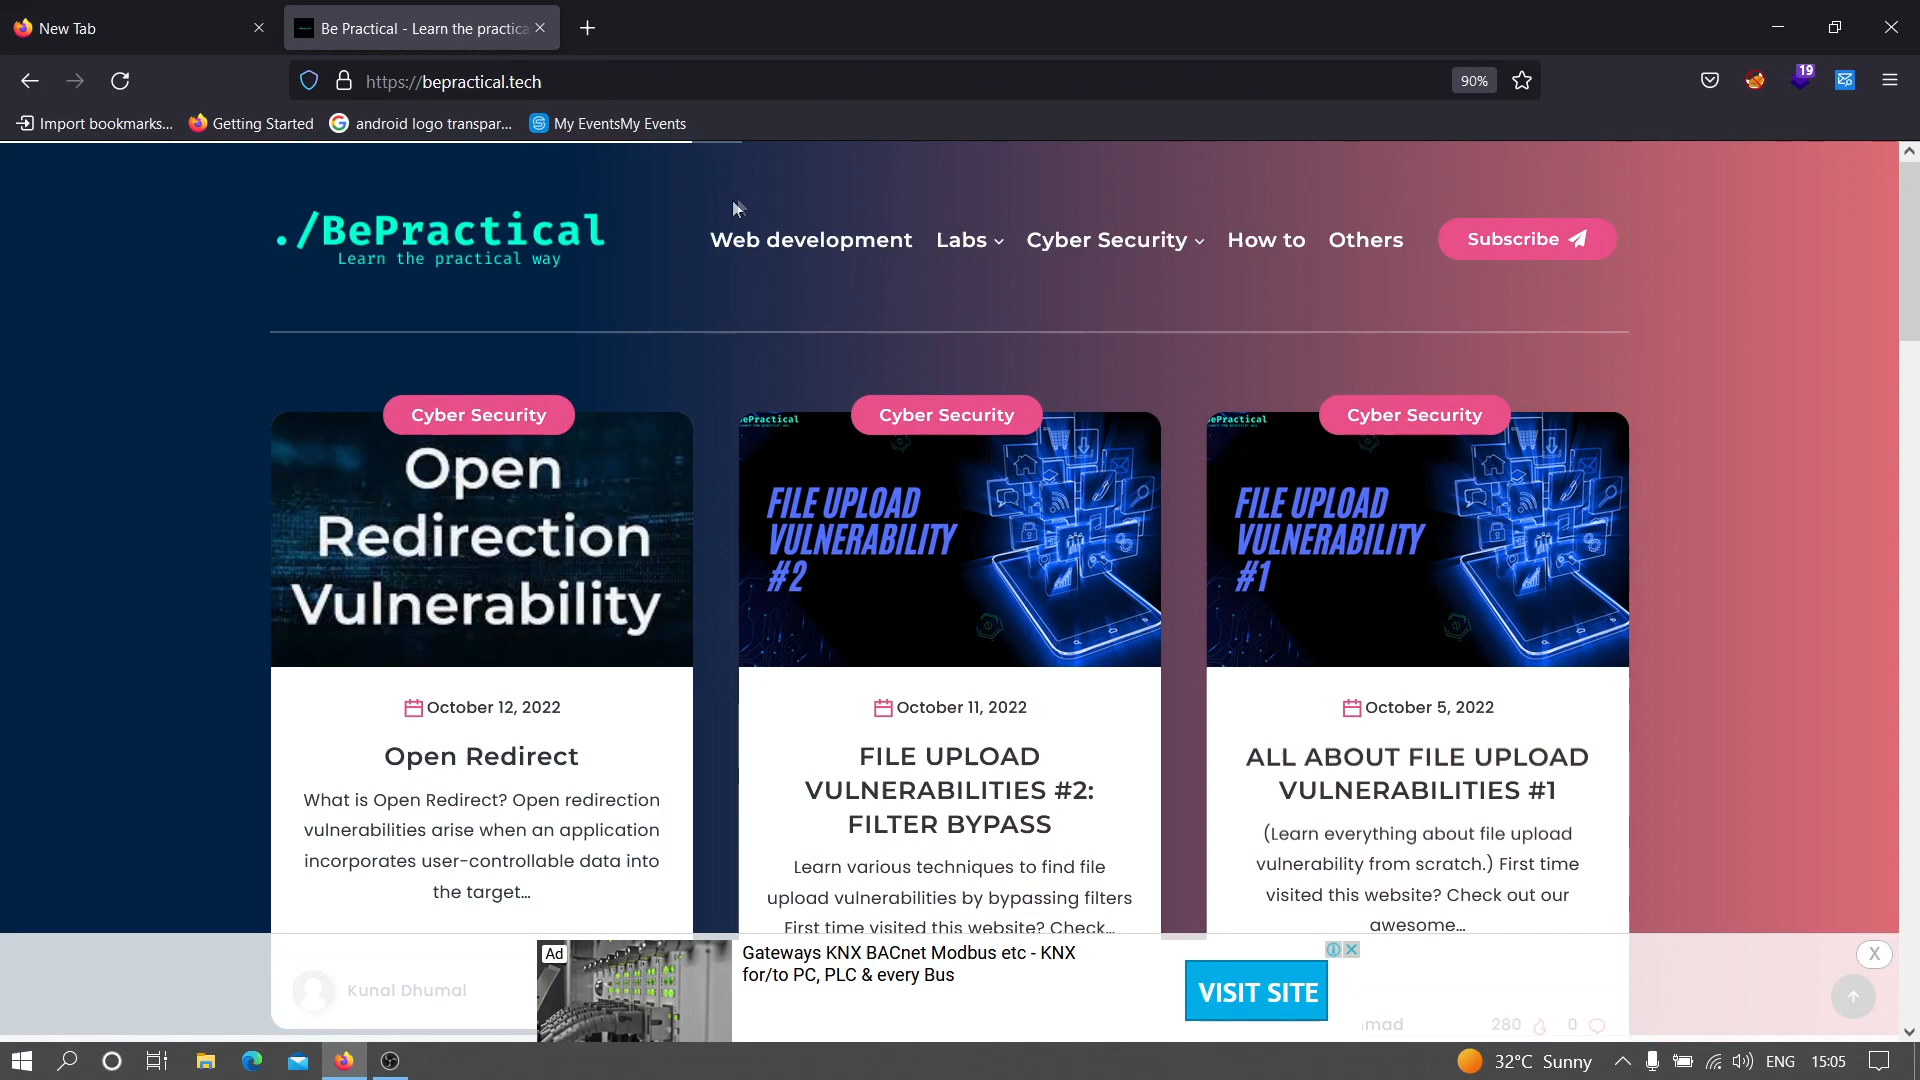 New Tab
Be Practical - Learn the practica
https://bepractical.tech
90%
19
Import bookmarks...
Getting Started
android logo transpar...
My EventsMy Events
./BePractical
Learn the practical way
Web development
Labs
Cyber Security
How to
Others
Subscribe
Cyber Security
Open
Redirection
Vulnerability
October 12, 2022
Open Redirect
What is Open Redirect? Open redirection
vulnerabilities arise when an application
incorporates user-controllable data into
the target...
Kunal Dhumal
Cyber Security
ePractical
FILE UPLOAD
VULNERABILITY
#2
October 11, 2022
FILE UPLOAD
VULNERABILITIES #2:
FILTER BYPASS
Learn various techniques to find file
upload vulnerabilities by bypassing filters
First time visited this website? Check...
Cyber Security
ePractical
FILE UPLOAD
VULNERABILITY
#1
October 5, 2022
ALL ABOUT FILE UPLOAD
VULNERABILITIES #1
(Learn everything about file upload
vulnerability from scratch.) First time
visited this website? Check out our
awesome...
mad
280
0
Ad
Gateways KNX BACnet Modbus etc - KNX
for/to PC, PLC & every Bus
VISIT SITE
X
32°C Sunny
ENG
15:05